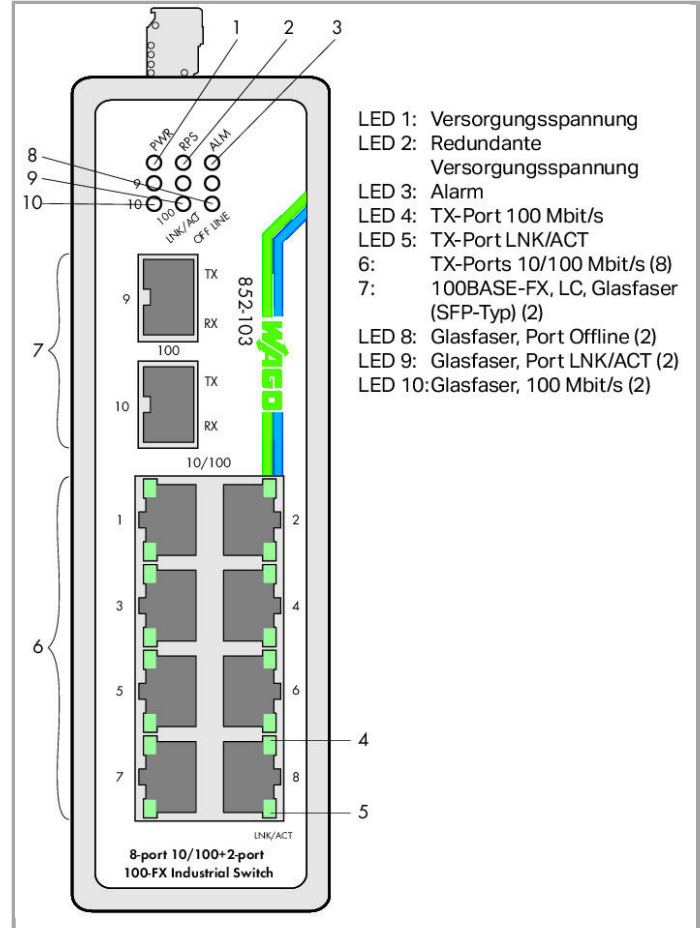 1 2 3
PWR RPS ALM
8
9
10
9
10
100 LNK/ACT OFF LINE
9
TX
RX
100
7
10
TX
RX
852-103
WAGO
10/100
1 2
3 4
5 6
7 8
6
4
5
LNK/ACT
8-port 10/100+2-port
100-FX Industrial Switch
LED 1: Versorgungsspannung
LED 2: Redundante
Versorgungsspannung
LED 3: Alarm
LED 4: TX-Port 100 Mbit/s
LED 5: TX-Port LNK/ACT
6: TX-Ports 10/100 Mbit/s (8)
7: 100BASE-FX, LC, Glasfaser
(SFP-Typ) (2)
LED 8: Glasfaser, Port Offline (2)
LED 9: Glasfaser, Port LNK/ACT (2)
LED 10:Glasfaser, 100 Mbit/s (2)